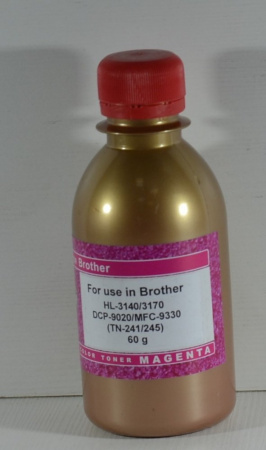 Brother
For use in Brother
HL-3140/3170
DCP-9020/MFC-9330
(TN-241/245)
60 g
TONER MAGENTA